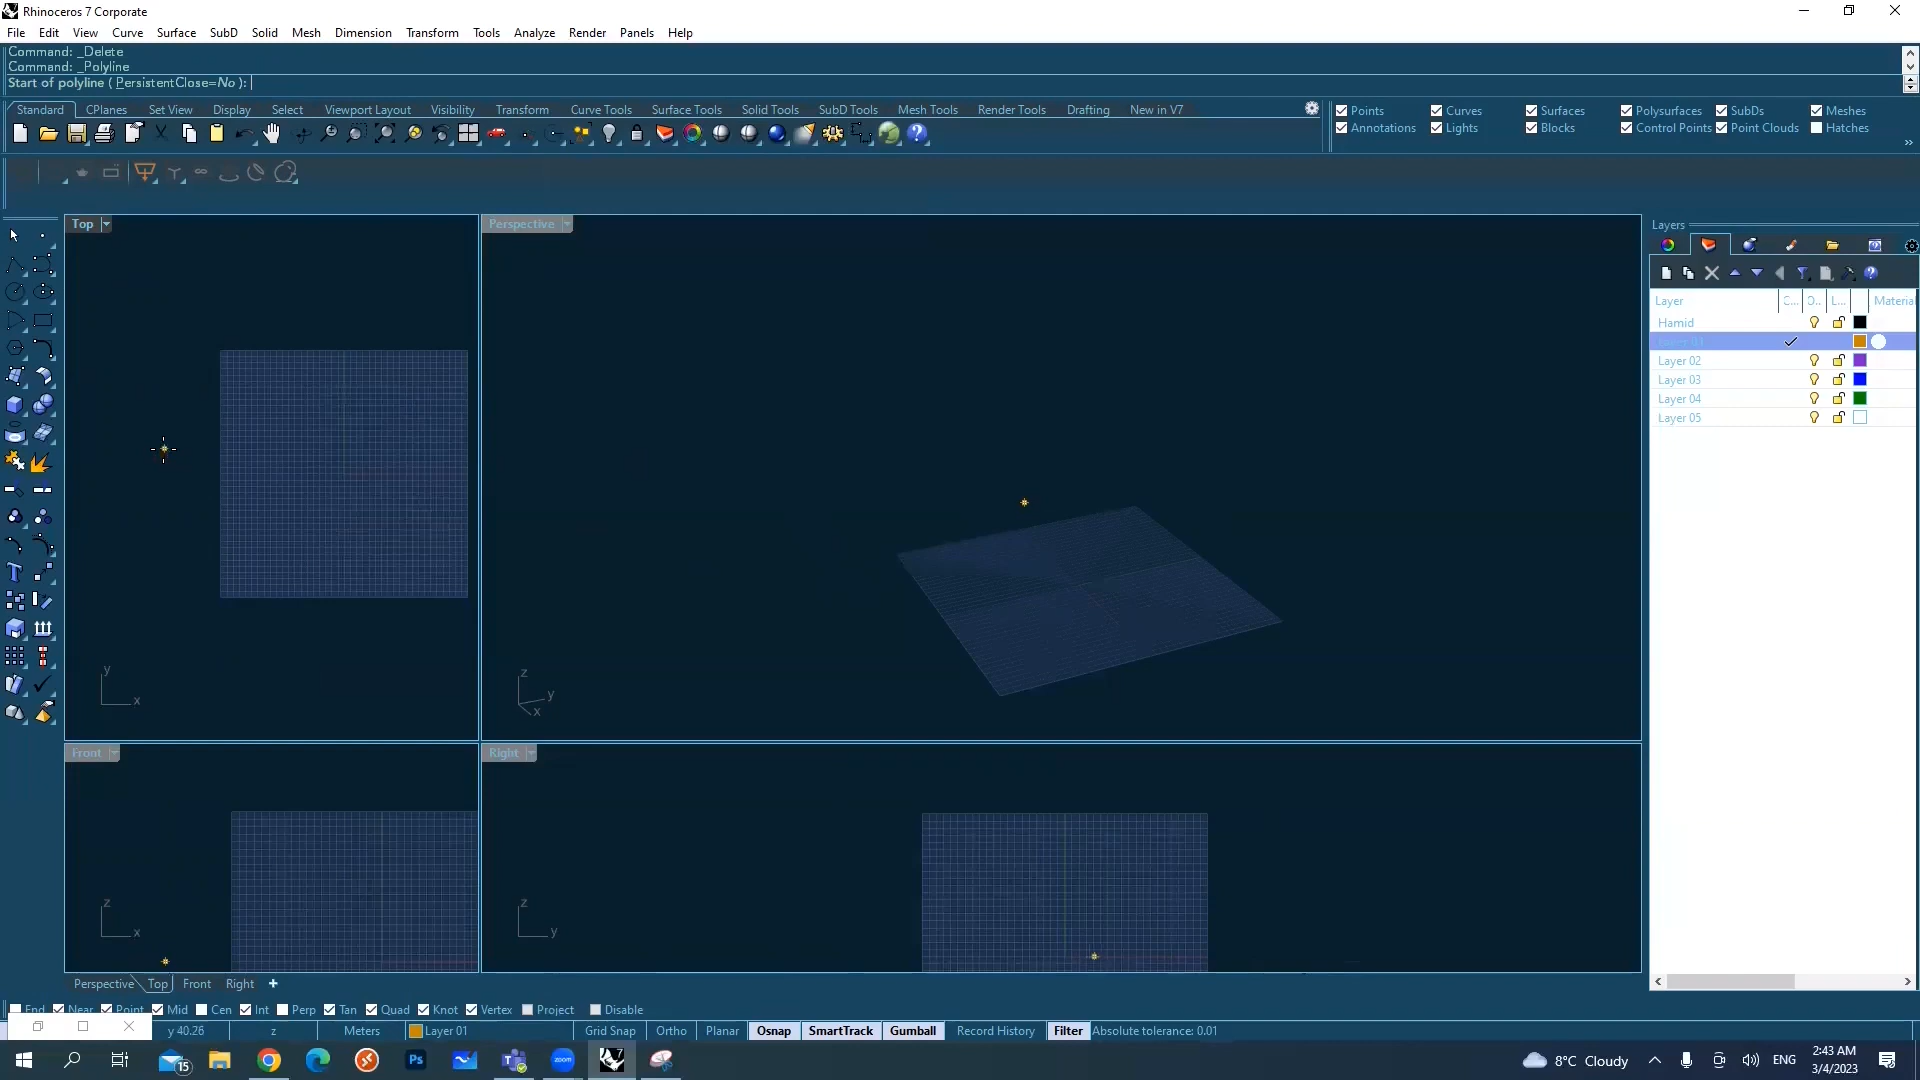 Rhinoceros 7 Corporate
File Edit View Curve Surface SubD Solid Mesh Dimension Transform Tools Analyze Render Panels Help
Command: _Delete
Command: _Polyline
Start of polyline ( PersistentClose=No ):
Standard CPlanes Set View Display Select Viewport Layout Visibility Transform Curve Tools Surface Tools Solid Tools SubD Tools Mesh Tools Render Tools Drafting New in V7
Points Curves Surfaces Polysurfaces SubDs Meshes
Annotations Lights Blocks Control Points Point Clouds Hatches
Top
Perspective
Layers
Layer C... O.. L... Material
Hamid
Layer 01
Layer 02
Layer 03
Layer 04
Layer 05
y
x
z
y
x
Front
Right
z
x
z
y
Perspective Top Front Right
End Near Point Mid Cen Int Perp Tan Quad Knot Vertex Project Disable
y 40.26 z Meters Layer 01 Grid Snap Ortho Planar Osnap SmartTrack Gumball Record History Filter Absolute tolerance: 0.01
15
Ps
zoom
7
8°C Cloudy
ENG
2:43 AM
3/4/2023